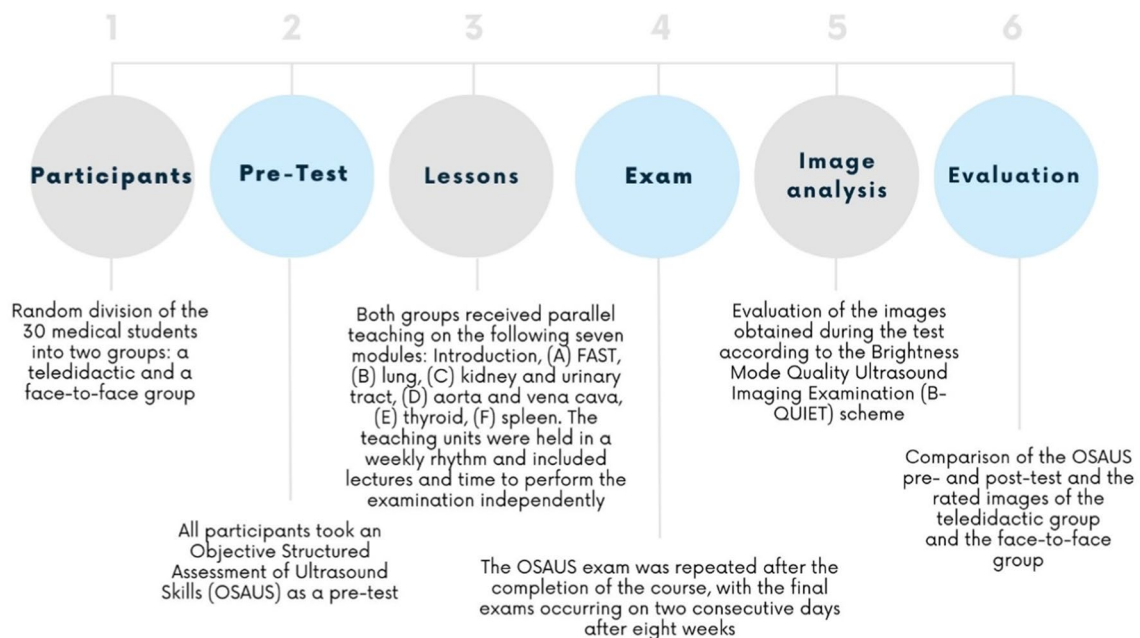 1
2
3
4
5
6
Participants
Pre-Test
Lessons
Exam
Image
analysis
Evaluation
Random division of the
30 medical students
into two groups: a
teledidactic and a
face-to-face group
All participants took an
Objective Structured
Assessment of Ultrasound
Skills (OSAUS) as a pre-test
Both groups received parallel
teaching on the following seven
modules: Introduction, (A) FAST,
(B) lung, (C) kidney and urinary
tract, (D) aorta and vena cava,
(E) thyroid, (F) spleen. The
teaching units were held in a
weekly rhythm and included
lectures and time to perform the
examination independently
The OSAUS exam was repeated after the
completion of the course, with the final
exams occurring on two consecutive days
after eight weeks
Evaluation of the images
obtained during the test
according to the Brightness
Mode Quality Ultrasound
Imaging Examination (B-
QUIET) scheme
Comparison of the OSAUS
pre- and post-test and the
rated images of the
teledidactic group
and the face-to-face
group